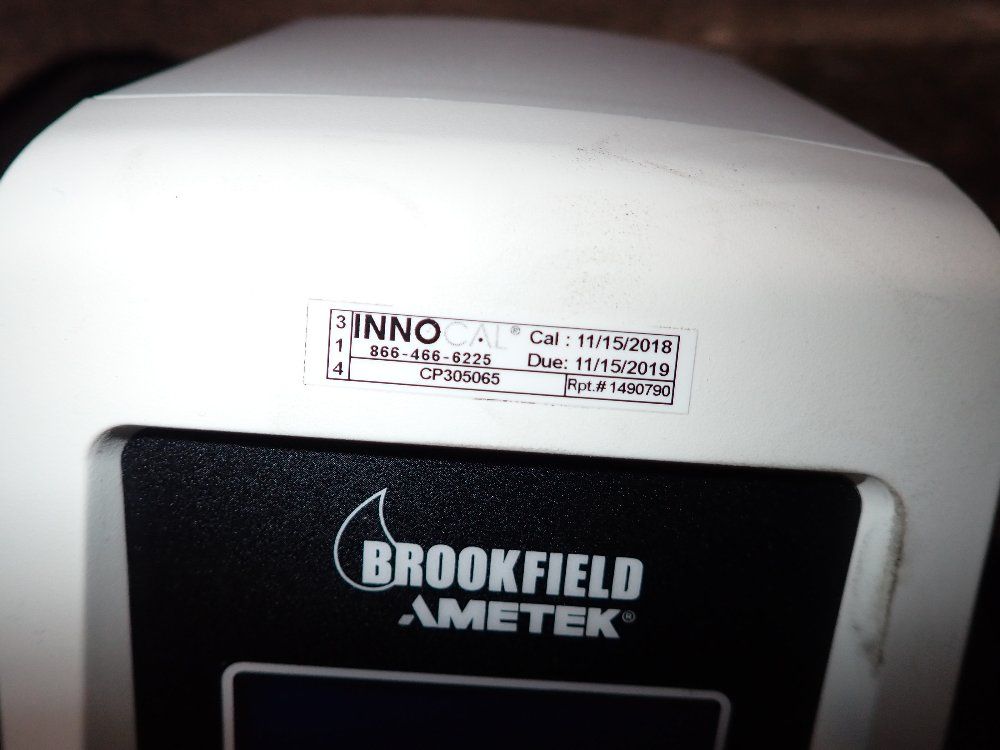 3
1
4
INNOCAL® Cal : 11/15/2018
866-466-6225 Due: 11/15/2019
CP305065 Rpt.# 1490790
BROOKFIELD
AMETEK®